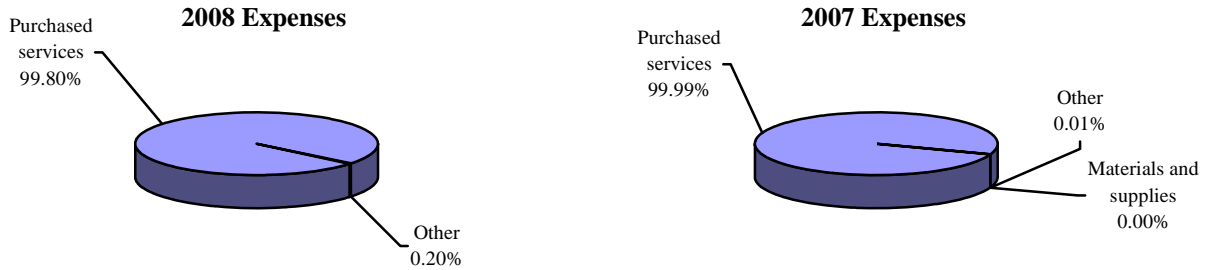 2008 Expenses
Purchased
services
99.80%
Other
0.20%
2007 Expenses
Purchased
services
99.99%
Other
0.01%
Materials and
supplies
0.00%